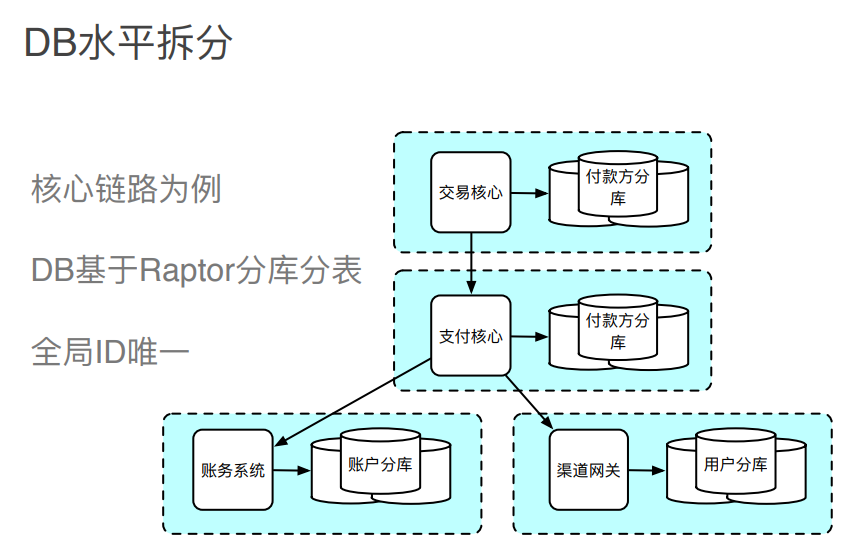 DB水平拆分
核心链路为例
DB基于Raptor分库分表
全局ID唯一
交易核心
付款方分
库
支付核心
付款方分
库
账务系统
账户分库
渠道网关
用户分库